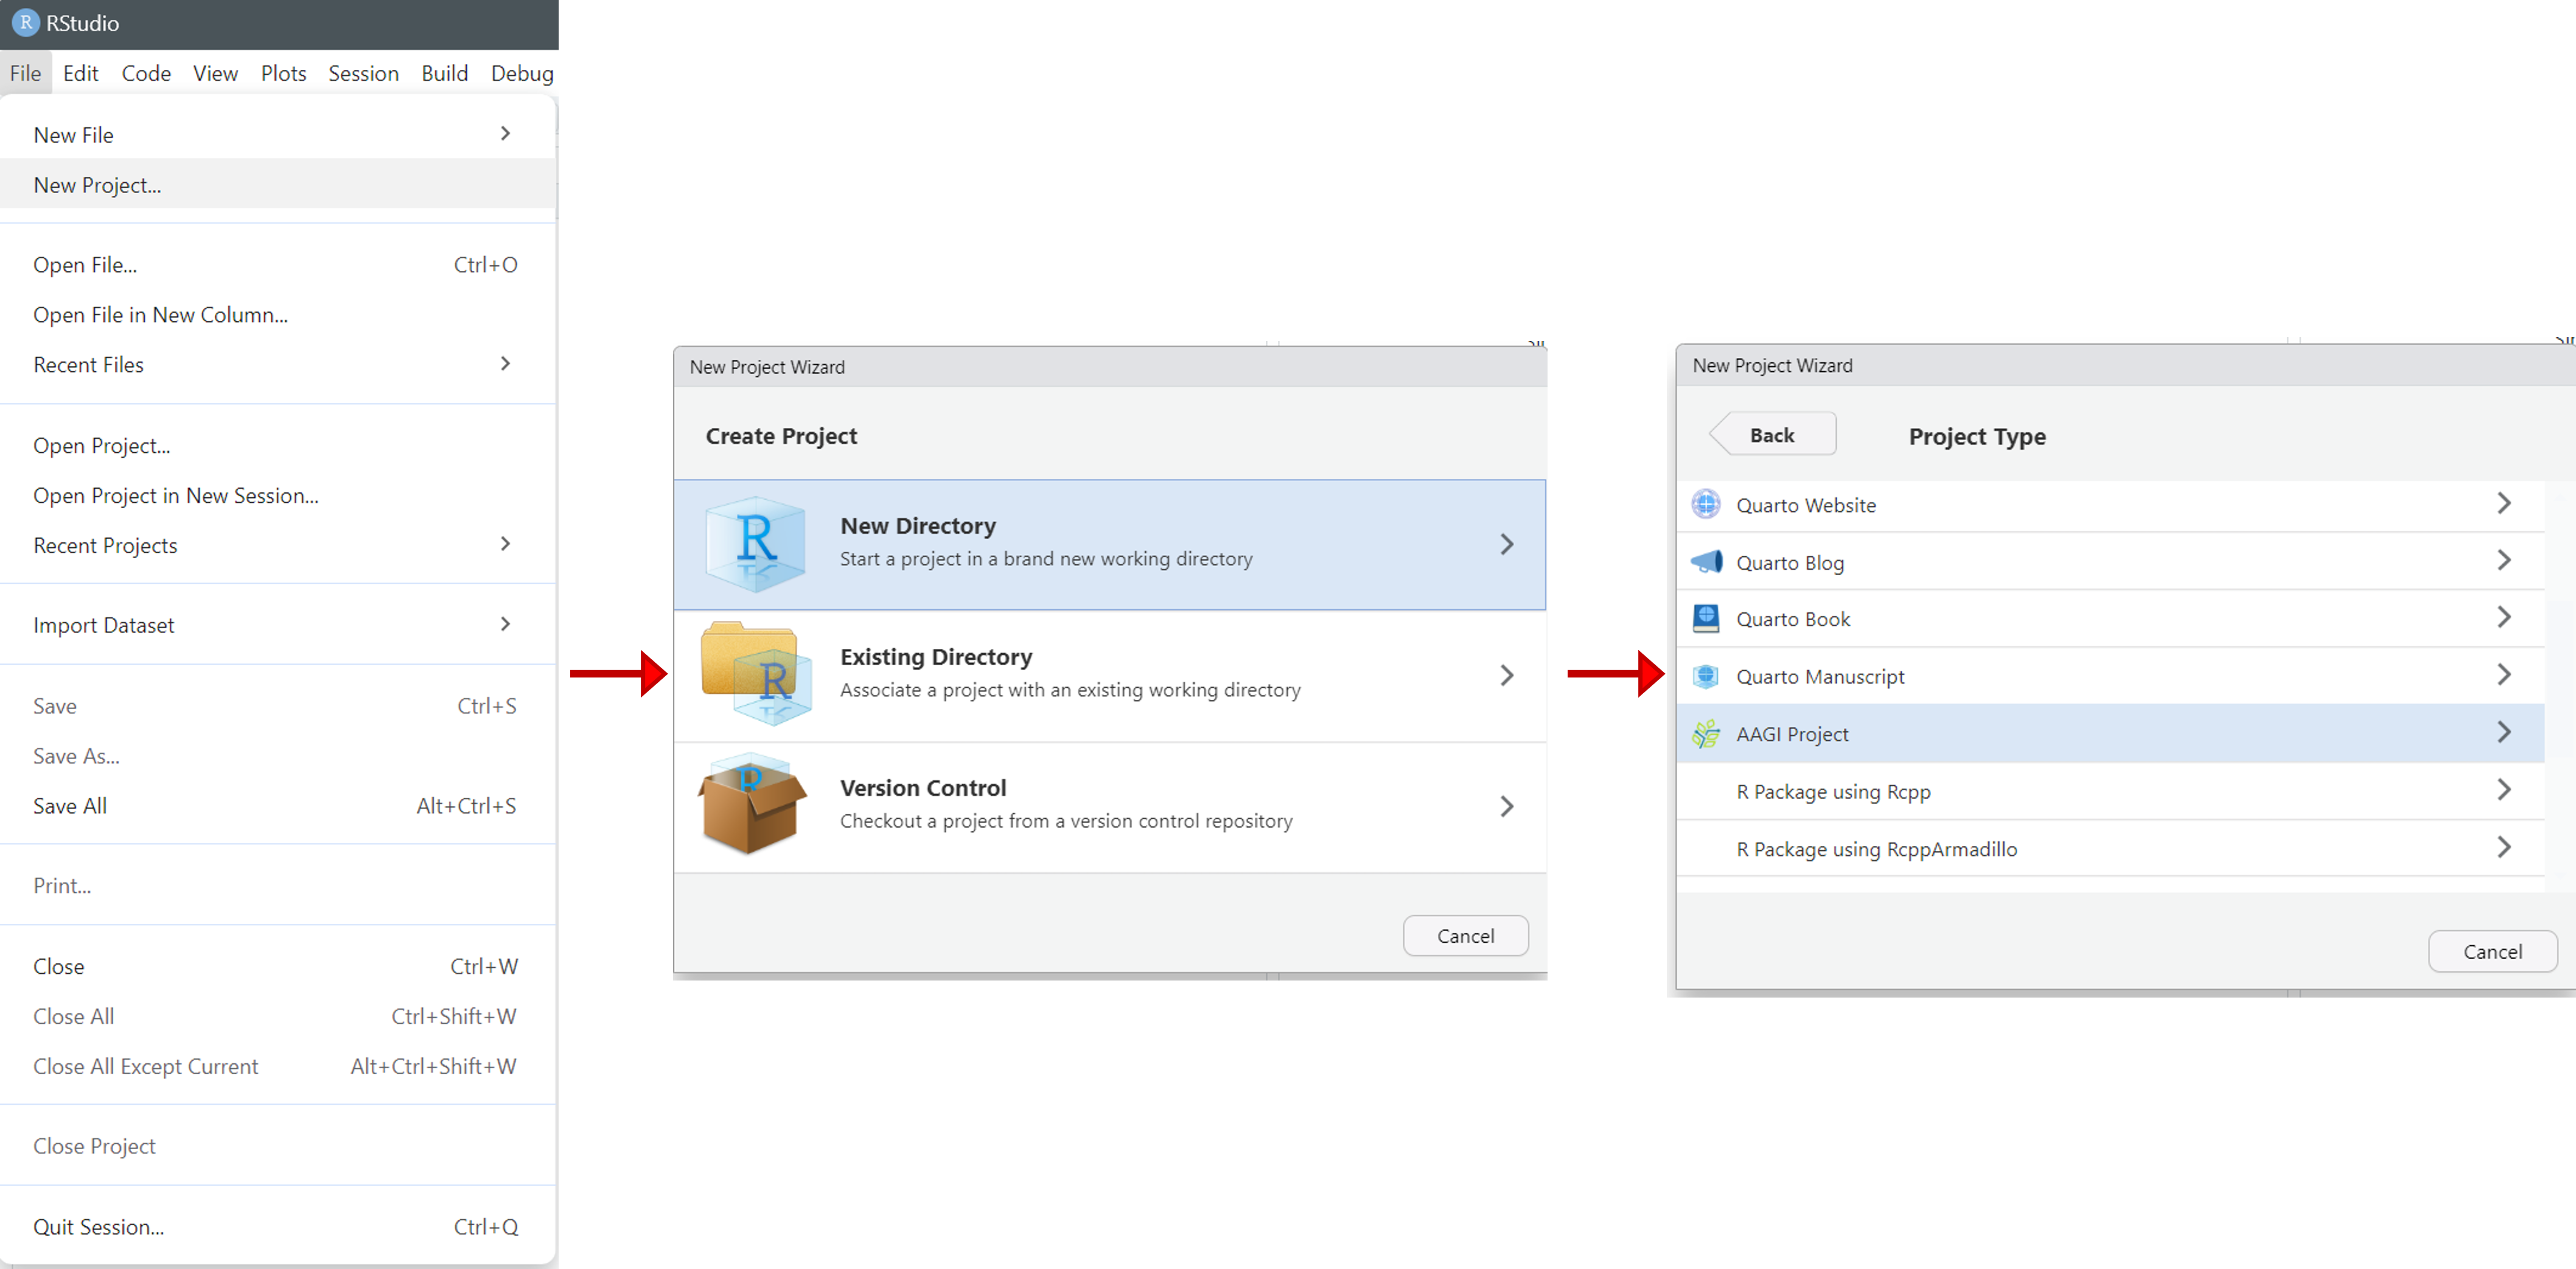 R RStudio
File Edit Code View Plots Session Build Debug
New File
New Project...
Open File... Ctrl+O
Open File in New Column...
Recent Files
Open Project...
Open Project in New Session...
Recent Projects
Import Dataset
Save Ctrl+S
Save As...
Save All Alt+Ctrl+S
Print...
Close Ctrl+W
Close All Ctrl+Shift+W
Close All Except Current Alt+Ctrl+Shift+W
Close Project
Quit Session... Ctrl+Q
New Project Wizard
Create Project
R
New Directory
Start a project in a brand new working directory
R
Existing Directory
Associate a project with an existing working directory
R
Version Control
Checkout a project from a version control repository
Cancel
New Project Wizard
Back Project Type
Quarto Website
Quarto Blog
Quarto Book
Quarto Manuscript
AAGI Project
R Package using Rcpp
R Package using RcppArmadillo
Cancel